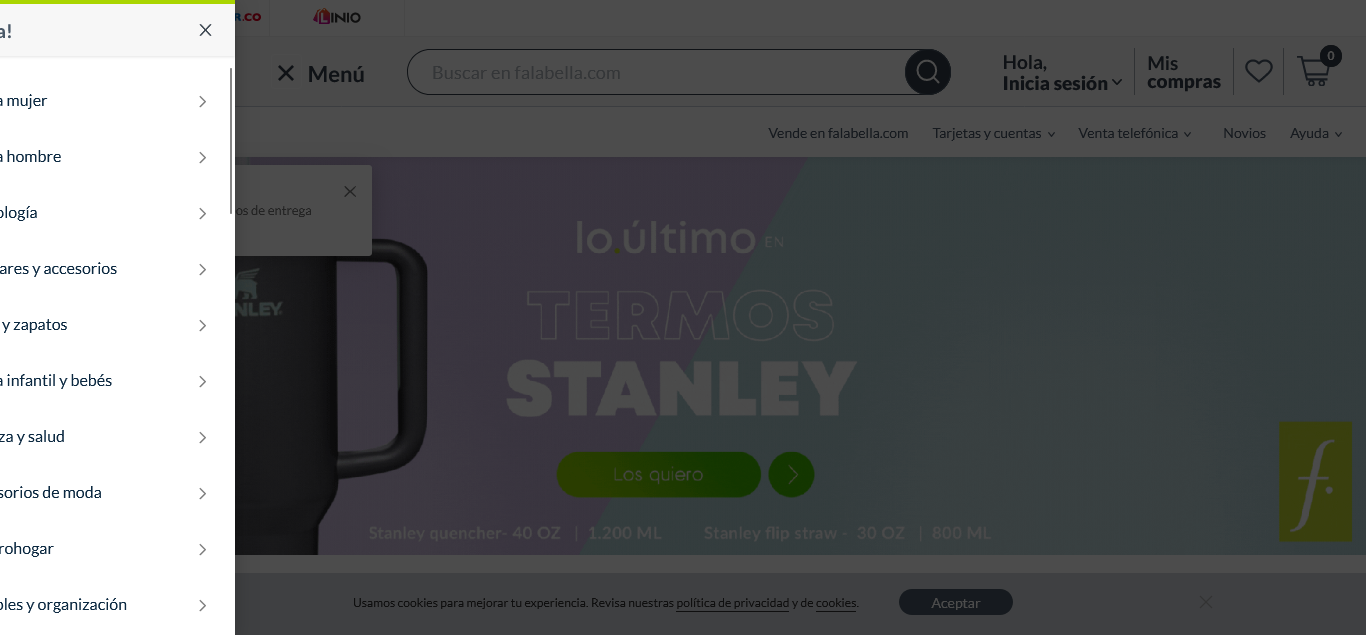 .CO
LINIO
a!
Menú
Buscar en falabella.com
Hola,
Inicia sesión
Mis
compras
0
Vende en falabella.com
Tarjetas y cuentas
Venta telefónica
Novios
Ayuda
a mujer
a hombre
ología
ares y accesorios
y zapatos
a infantil y bebés
za y salud
sorios de moda
rohogar
les y organización
os de entrega
NLEY
lo.último EN
TERMOS
STANLEY
Los quiero
Stanley quencher- 40 OZ | 1.200 ML
Stanley flip straw - 30 OZ | 800 ML
f.
Usamos cookies para mejorar tu experiencia. Revisa nuestras política de privacidad y de cookies.
Aceptar